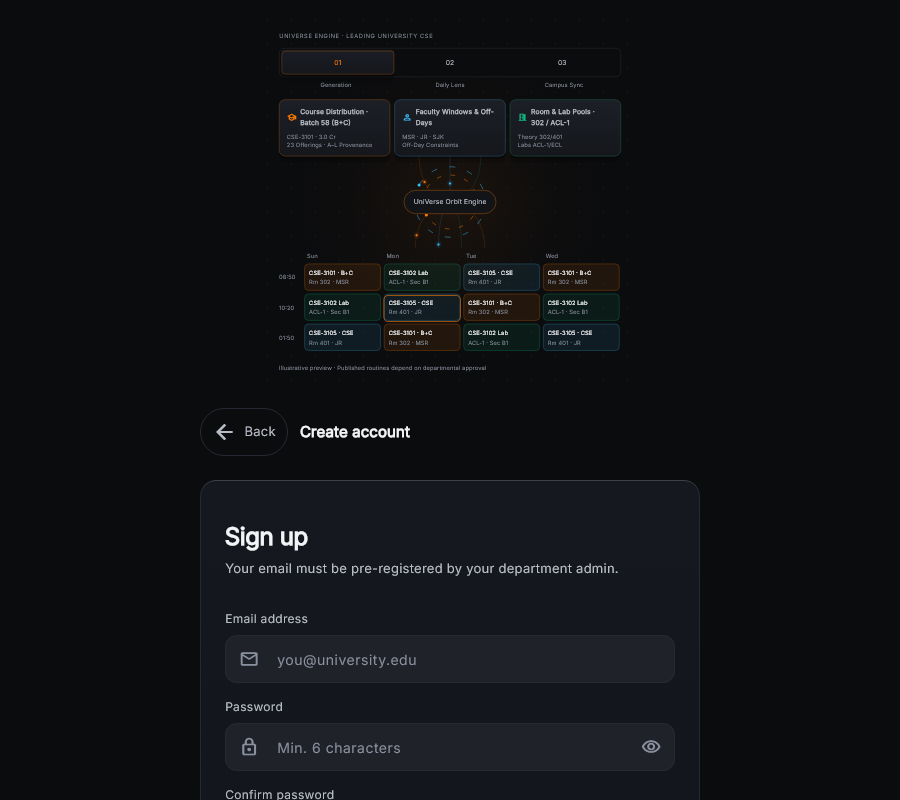 UNIVERSE ENGINE · LEADING UNIVERSITY CSE
01 02 03
Generation Daily Lens Campus Sync
Course Distribution · Batch 58 (B+C)
CSE-3101 · 3.0 Cr
23 Offerings · A–L Provenance
Faculty Windows & Off-Days
MSR · JR · SJK
Off-Day Constraints
Room & Lab Pools · 302 / ACL-1
Theory 302/401
Labs ACL-1/ECL
UniVerse Orbit Engine
Sun Mon Tue Wed
08:50
CSE-3101 · B+C
Rm 302 · MSR
CSE-3102 Lab
ACL-1 · Sec B1
CSE-3105 · CSE
Rm 401 · JR
CSE-3101 · B+C
Rm 302 · MSR
10:20
CSE-3102 Lab
ACL-1 · Sec B1
CSE-3105 · CSE
Rm 401 · JR
CSE-3101 · B+C
Rm 302 · MSR
CSE-3102 Lab
ACL-1 · Sec B1
01:50
CSE-3105 · CSE
Rm 401 · JR
CSE-3101 · B+C
Rm 302 · MSR
CSE-3102 Lab
ACL-1 · Sec B1
CSE-3105 · CSE
Rm 401 · JR
Illustrative preview · Published routines depend on departmental approval
Back
Create account
Sign up
Your email must be pre-registered by your department admin.
Email address
you@university.edu
Password
Min. 6 characters
Confirm password